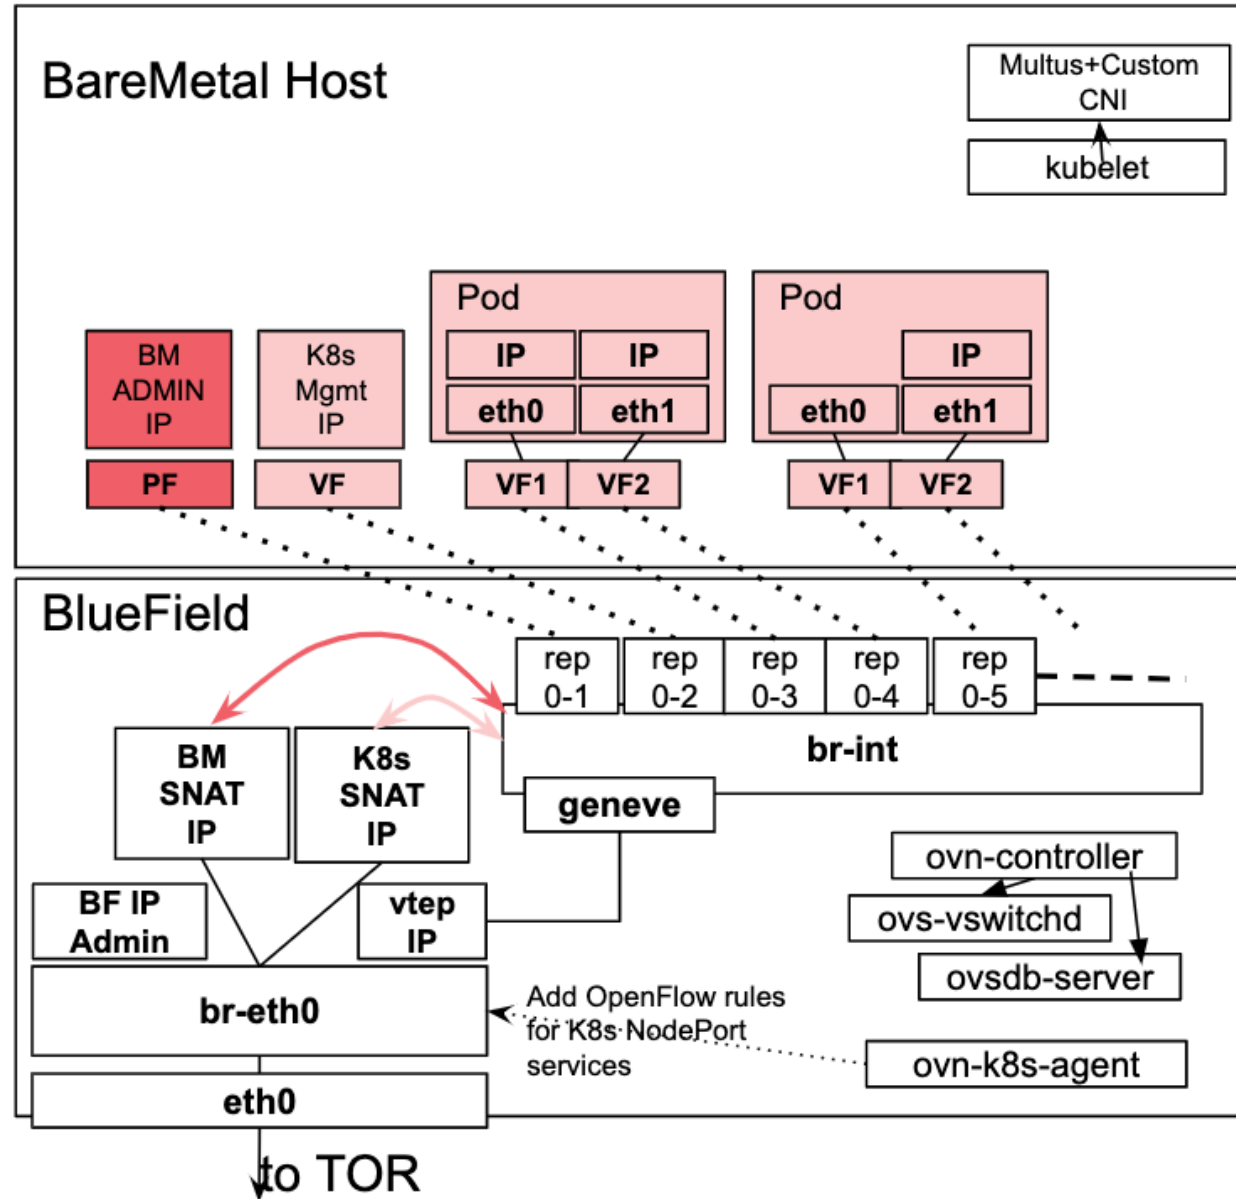 BareMetal Host
Multus+Custom
CNI
kubelet
Pod
Pod
BM
ADMIN
IP
K8s
Mgmt
IP
IP
IP
IP
eth0
eth1
eth0
eth1
PF
VF
VF1
VF2
VF1
VF2
BlueField
rep
0-1
rep
0-2
rep
0-3
rep
0-4
rep
0-5
br-int
BM
SNAT
IP
K8s
SNAT
IP
geneve
ovn-controller
BF IP
Admin
vtep
IP
ovs-vswitchd
ovsdb-server
br-eth0
Add OpenFlow rules
for K8s NodePort
services
ovn-k8s-agent
eth0
to TOR